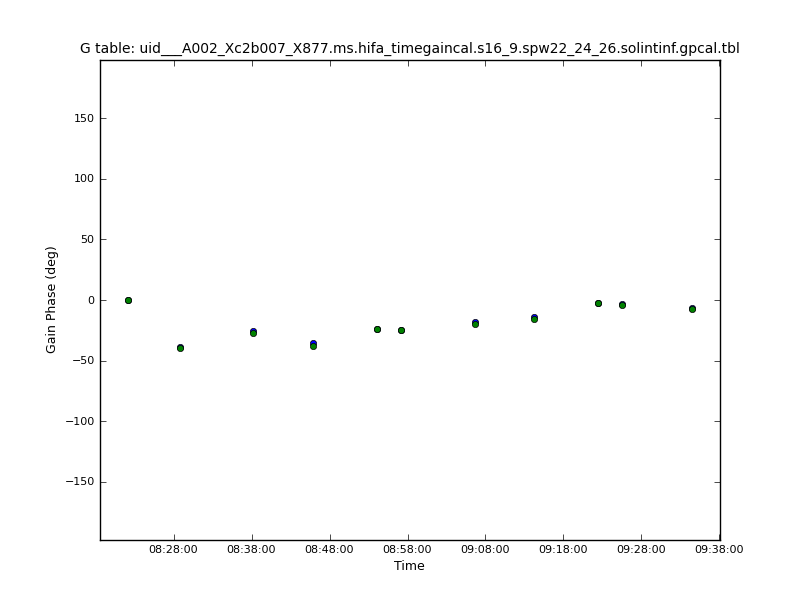 G table: uid___A002_Xc2b007_X877.ms.hifa_timegaincal.s16_9.spw22_24_26.solintinf.gpcal.tbl
150
100
50
0
−50
−100
−150
Gain Phase (deg)
08:28:00 08:38:00 08:48:00 08:58:00 09:08:00 09:18:00 09:28:00 09:38:00
Time